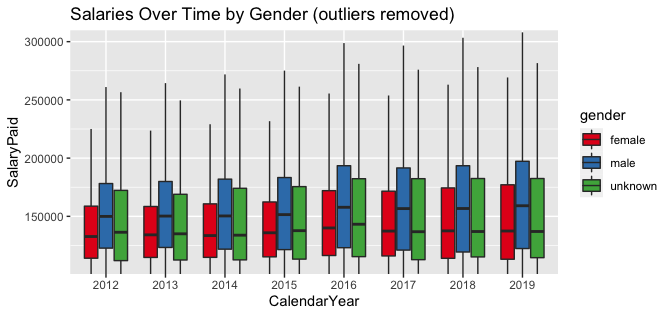 Salaries Over Time by Gender (outliers removed)
300000
250000
200000
150000
SalaryPaid
2012 2013 2014 2015 2016 2017 2018 2019
CalendarYear
gender
female
male
unknown